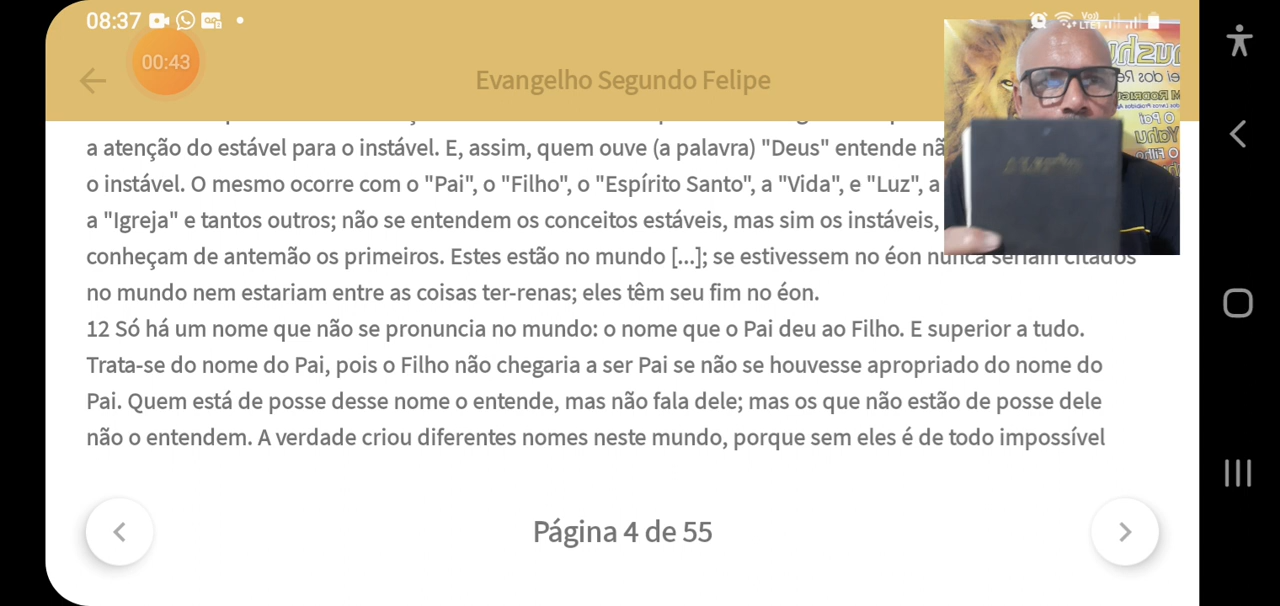 08:37
Vo))
LTE1
00:43
Evangelho Segundo Felipe
a atenção do estável para o instável. E, assim, quem ouve (a palavra) "Deus" entende
o instável. O mesmo ocorre com o "Pai", o "Filho", o "Espírito Santo", a "Vida", e "Luz", a
a "Igreja" e tantos outros; não se entendem os conceitos estáveis, mas sim os instáveis,
conheçam de antemão os primeiros. Estes estão no mundo [...]; se estivessem no éon nunca seriam citados
no mundo nem estariam entre as coisas ter-renas; eles têm seu fim no éon.
12 Só há um nome que não se pronuncia no mundo: o nome que o Pai deu ao Filho. E superior a tudo.
Trata-se do nome do Pai, pois o Filho não chegaria a ser Pai se não se houvesse apropriado do nome do
Pai. Quem está de posse desse nome o entende, mas não fala dele; mas os que não estão de posse dele
não o entendem. A verdade criou diferentes nomes neste mundo, porque sem eles é de todo impossível
Página 4 de 55